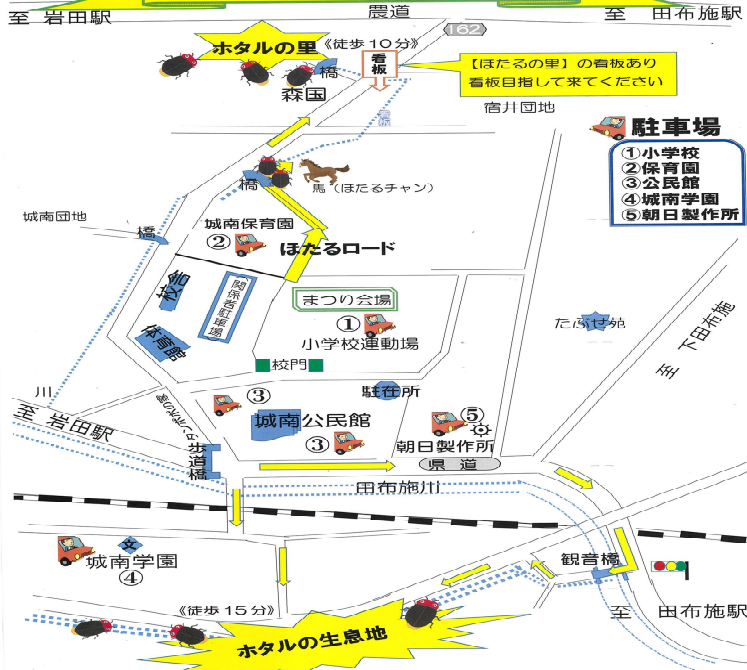 至 岩田駅
農道
至 田布施駅
162
ホタルの里
《徒歩10分》
橋
看板
【ほたるの里】の看板あり
看板目指して来てください
森国
宿井団地
駐車場
①小学校
②保育園
③公民館
④城南学園
⑤朝日製作所
橋
馬(ほたるチャン)
城南団地
橋
城南保育園
②
ほたるロード
校舎
関係者駐車場
まつり会場
①
小学校運動場
体育館
校門
たぶせ苑
至 下田布施
川
至 岩田駅
③
駐在所
城南公民館
③
⑤
朝日製作所
歩道橋
県道
田布施川
文
城南学園
④
観音橋
《徒歩15分》
至 田布施駅
ホタルの生息地